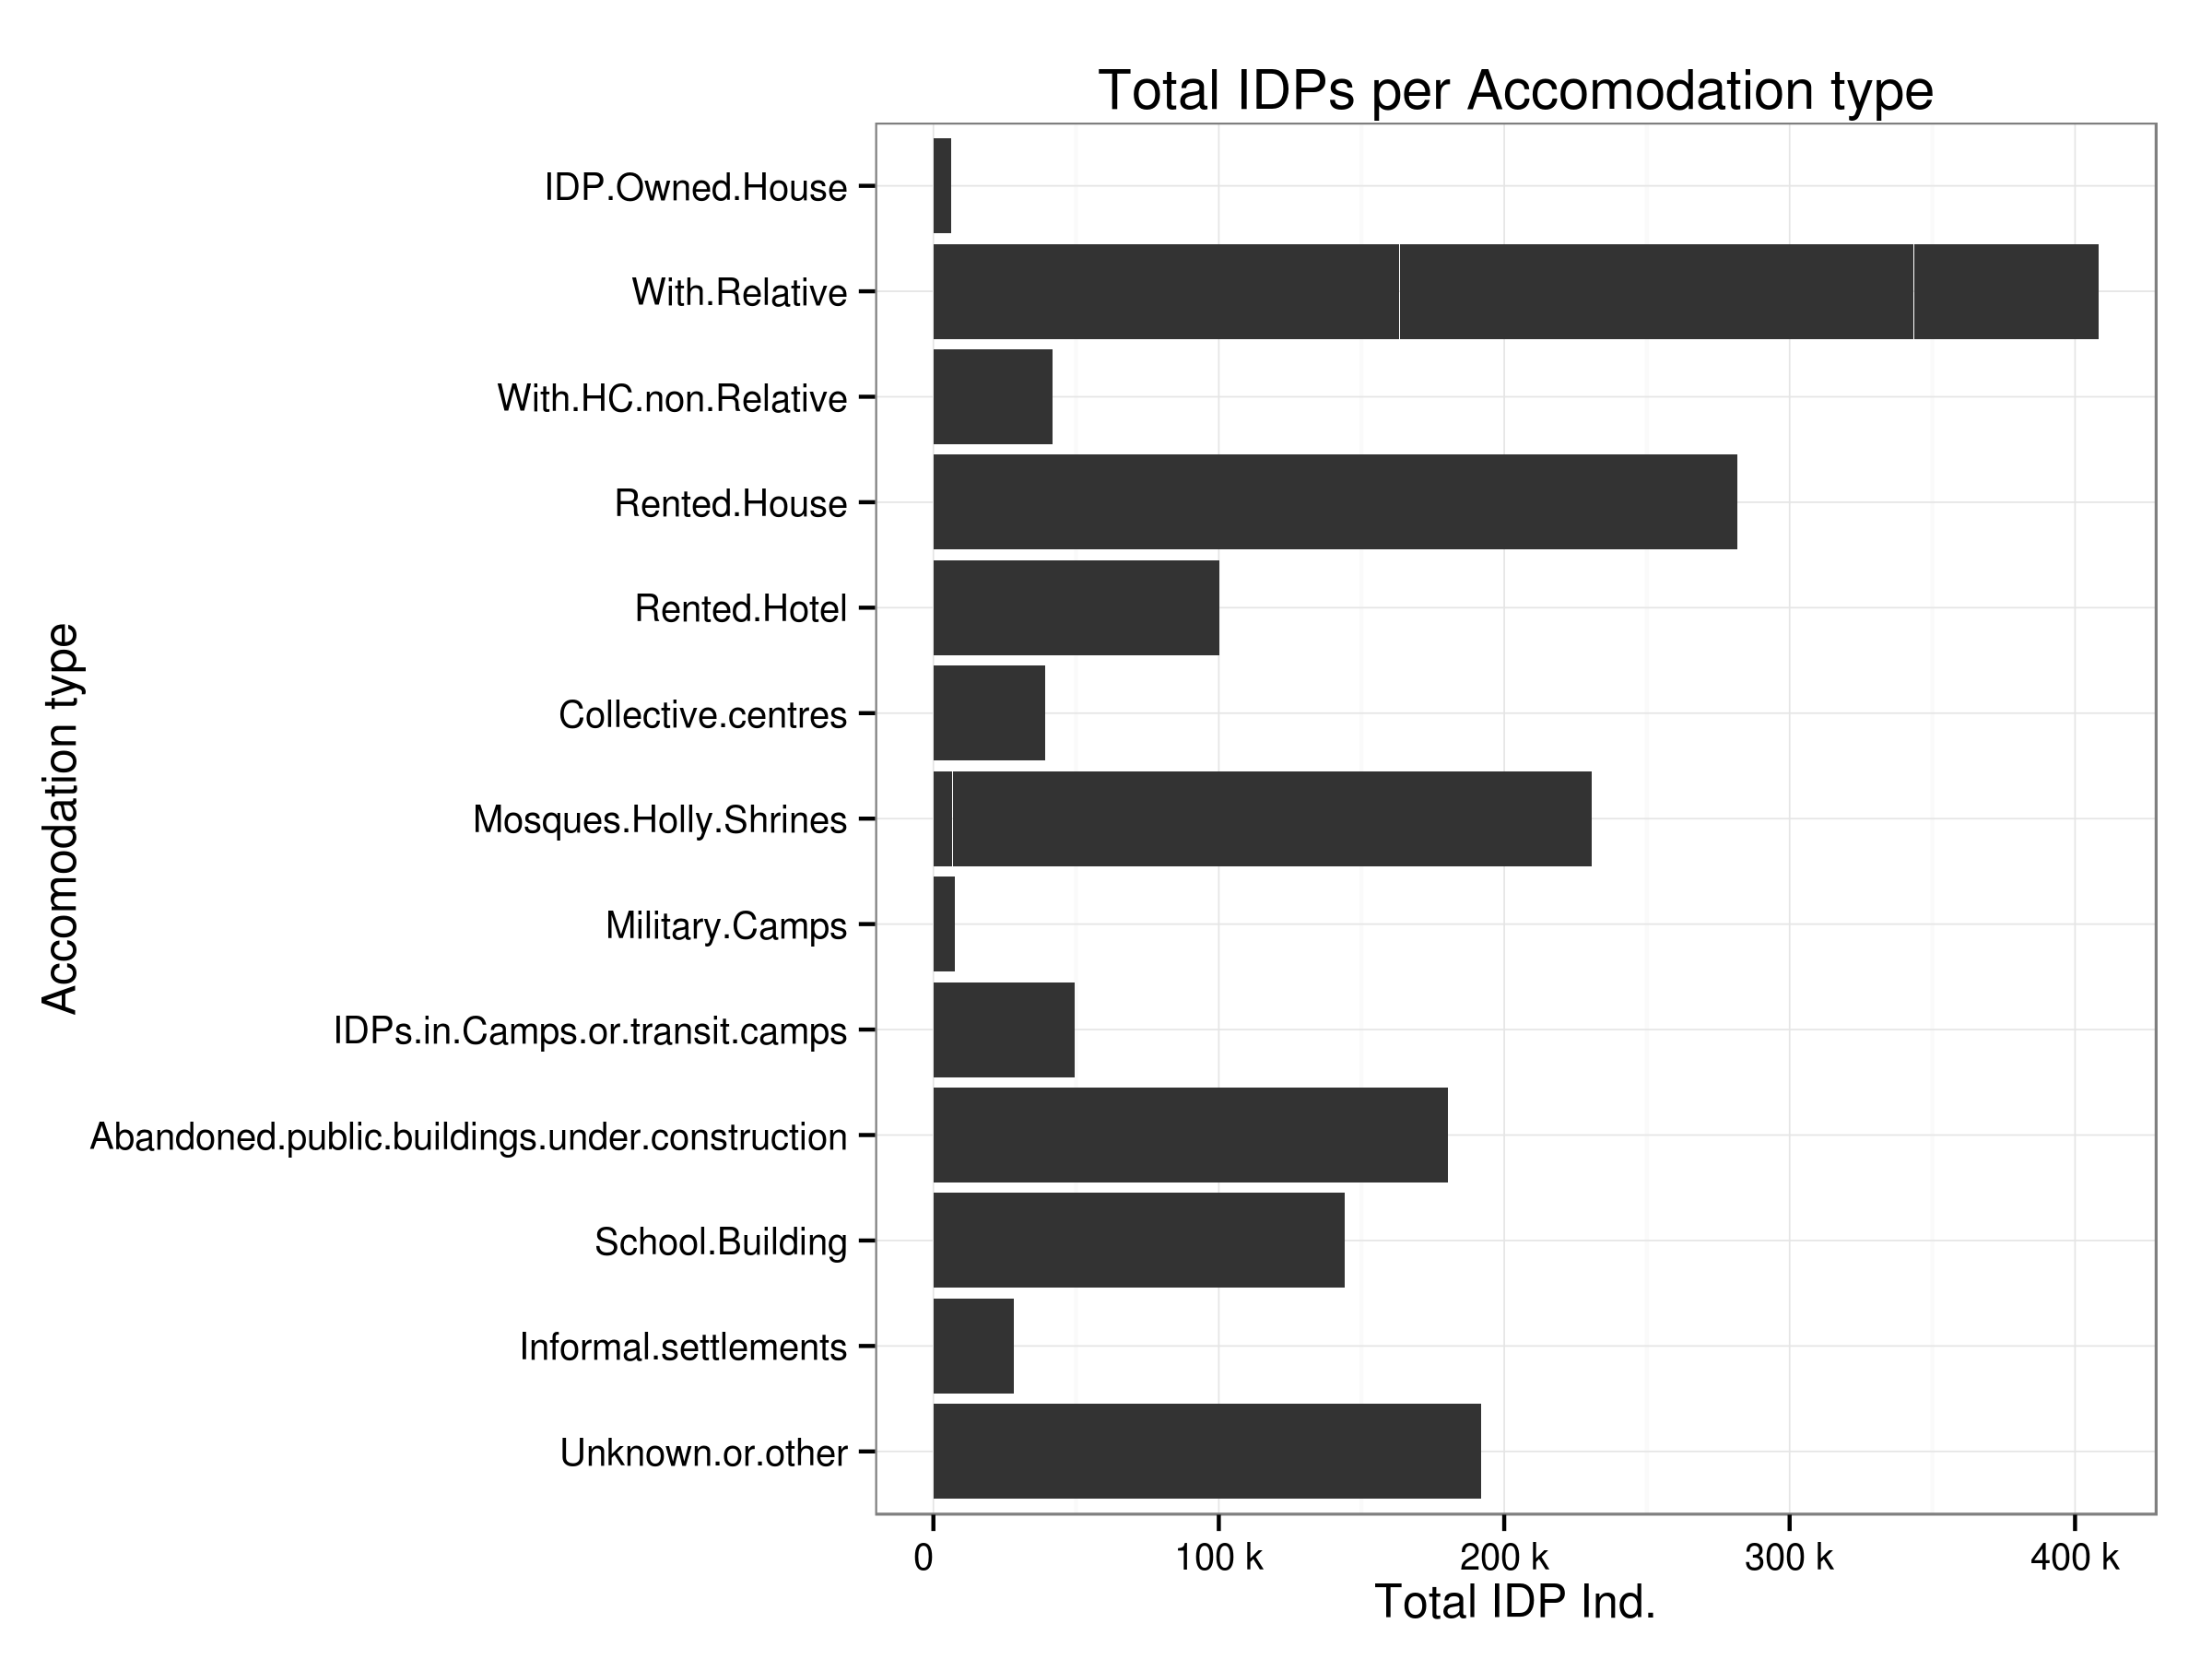 Total IDPs per Accomodation type
IDP.Owned.House
With.Relative
With.HC.non.Relative
Rented.House
Rented.Hotel
Collective.centres
Mosques.Holly.Shrines
Military.Camps
IDPs.in.Camps.or.transit.camps
Abandoned.public.buildings.under.construction
School.Building
Informal.settlements
Unknown.or.other
Accomodation type
0 100 k 200 k 300 k 400 k
Total IDP Ind.